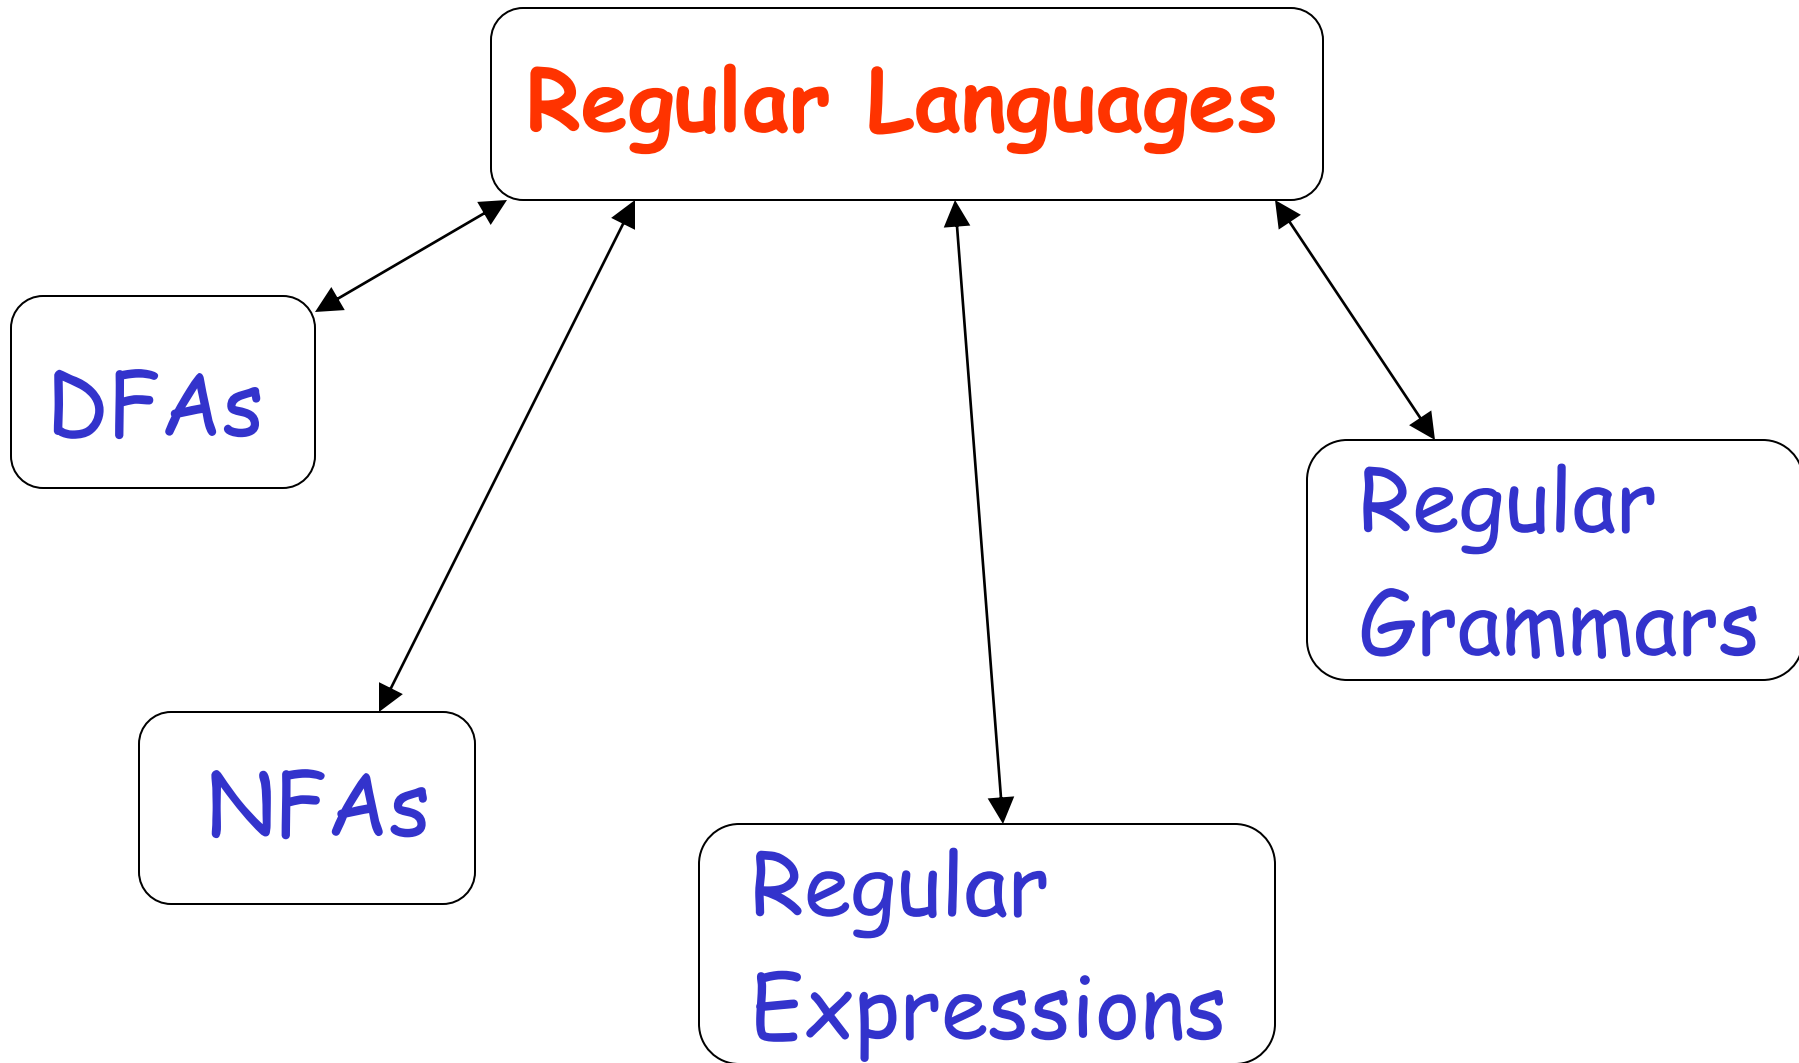 Regular Languages
DFAs
Regular
Grammars
NFAs
Regular
Expressions